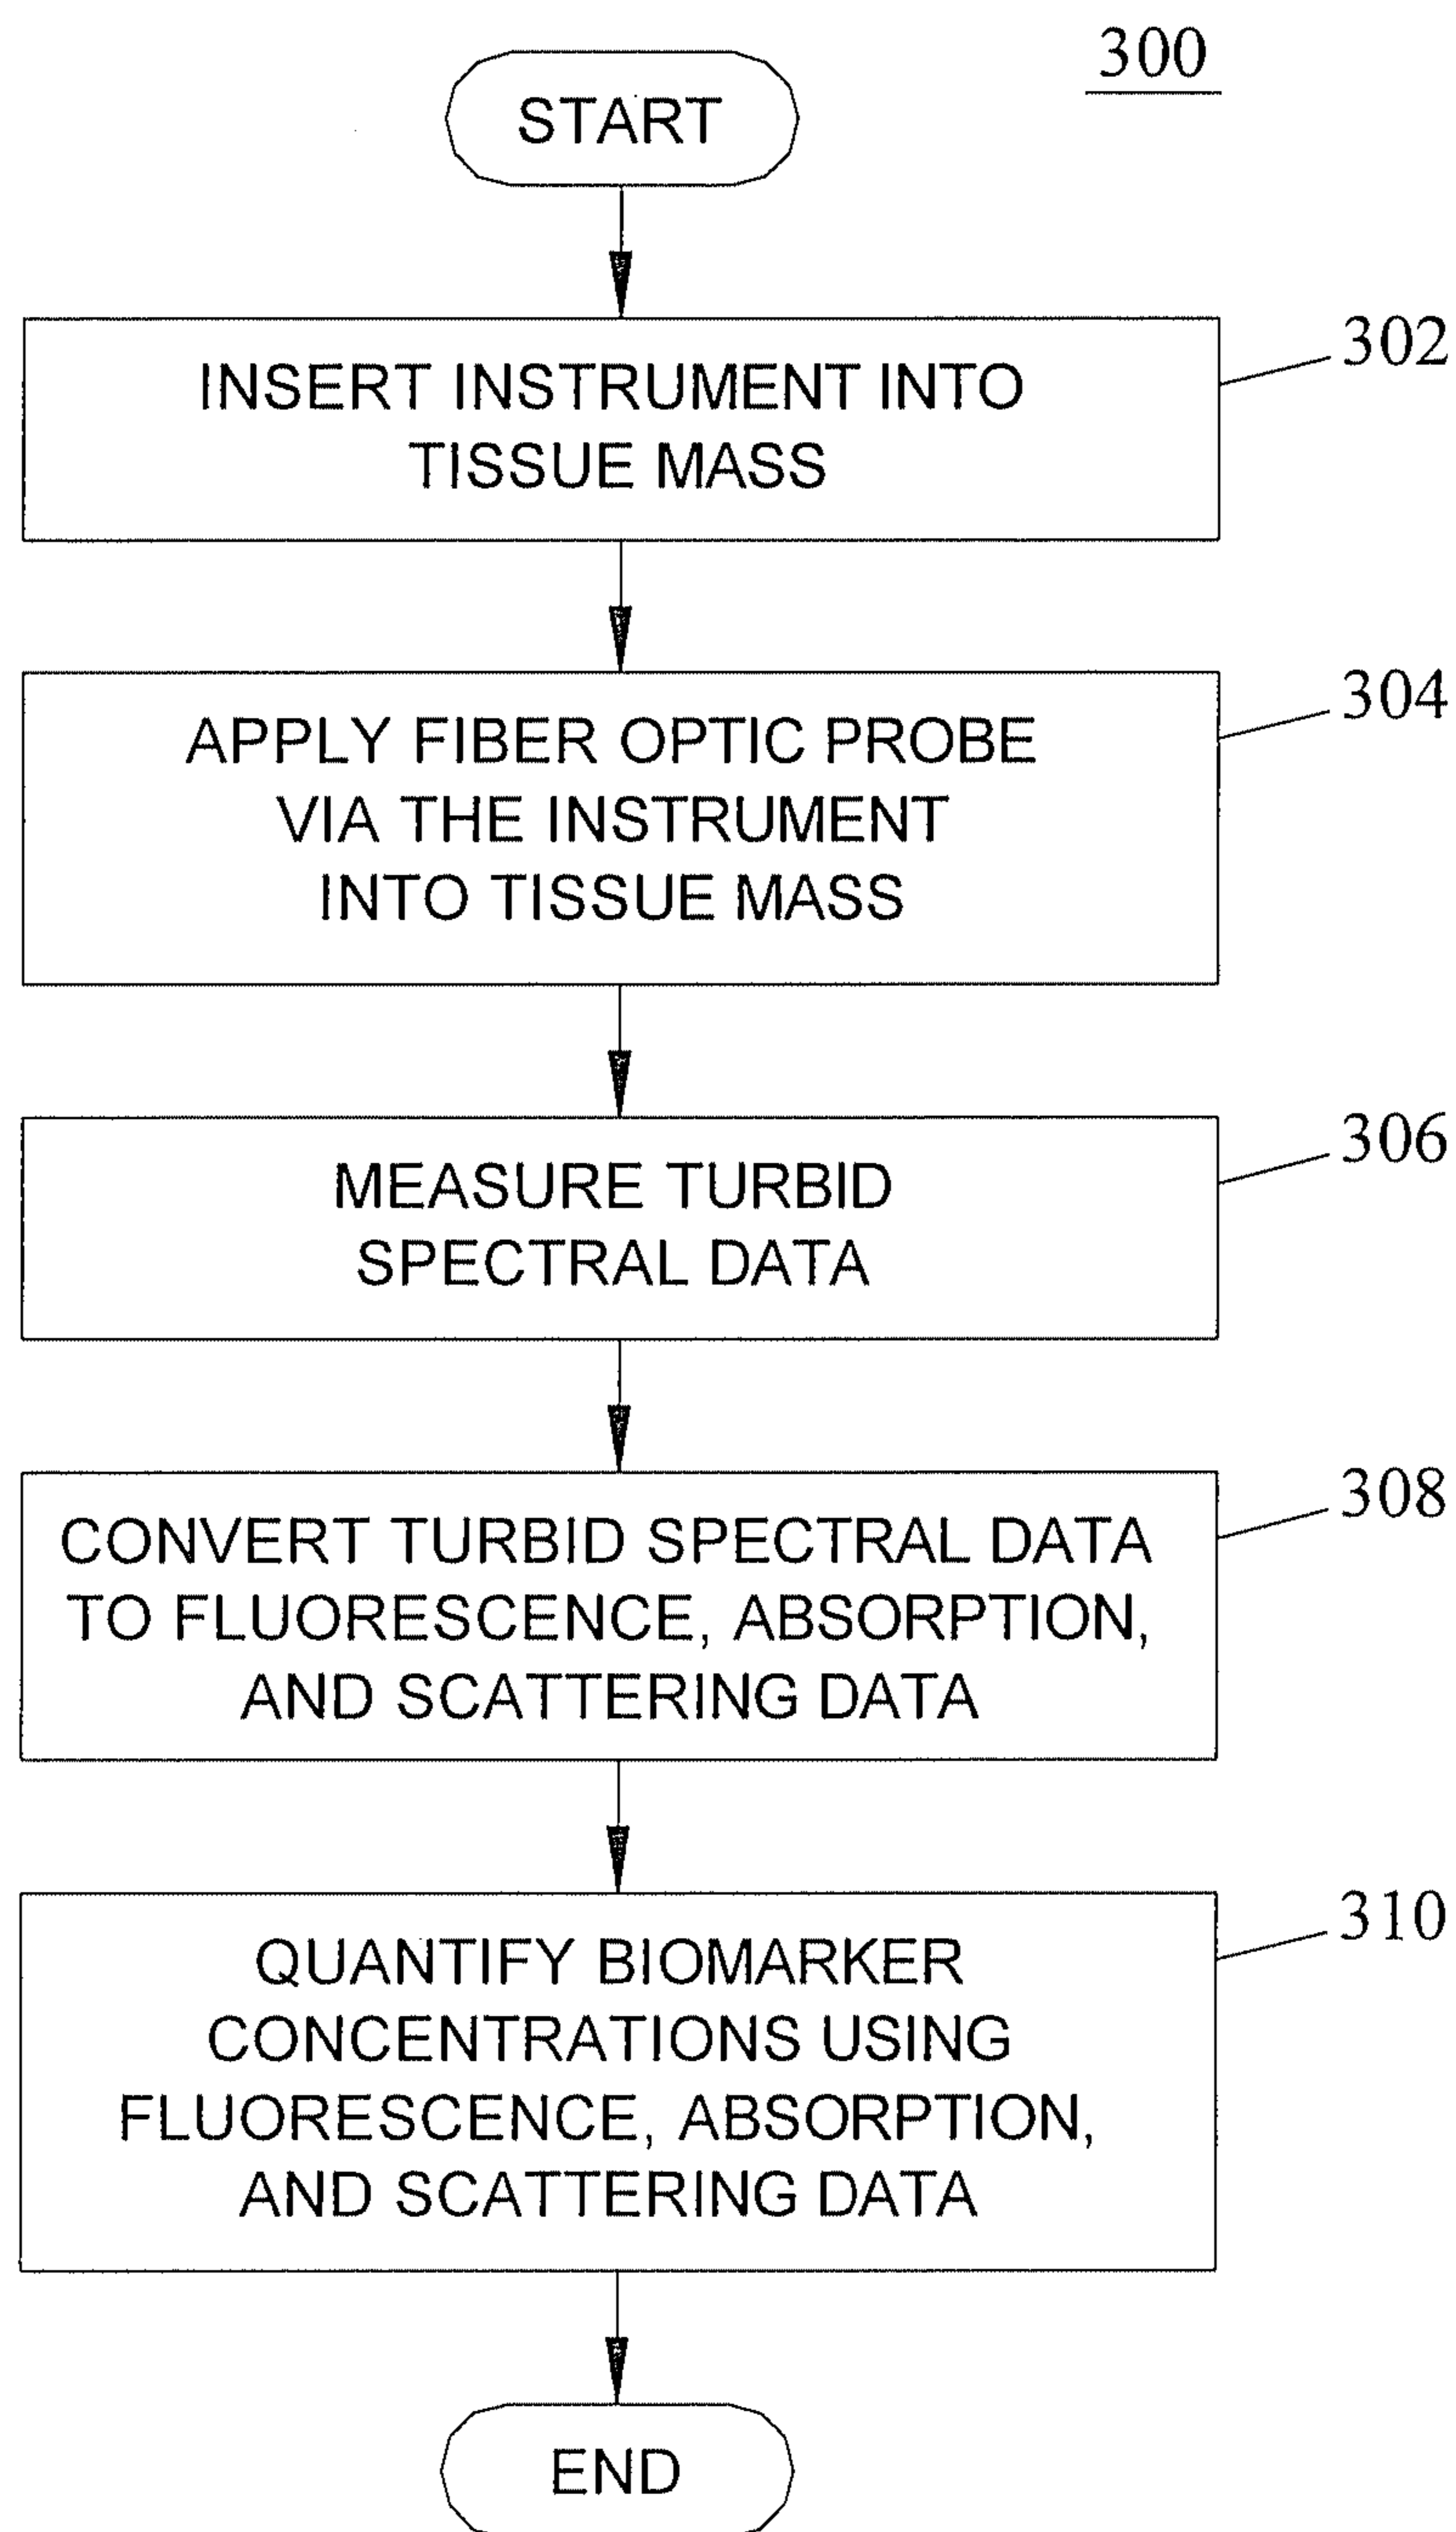 300
START
INSERT INSTRUMENT INTO
TISSUE MASS
302
APPLY FIBER OPTIC PROBE
VIA THE INSTRUMENT
INTO TISSUE MASS
304
MEASURE TURBID
SPECTRAL DATA
306
CONVERT TURBID SPECTRAL DATA
TO FLUORESCENCE, ABSORPTION,
AND SCATTERING DATA
308
QUANTIFY BIOMARKER
CONCENTRATIONS USING
FLUORESCENCE, ABSORPTION,
AND SCATTERING DATA
310
END